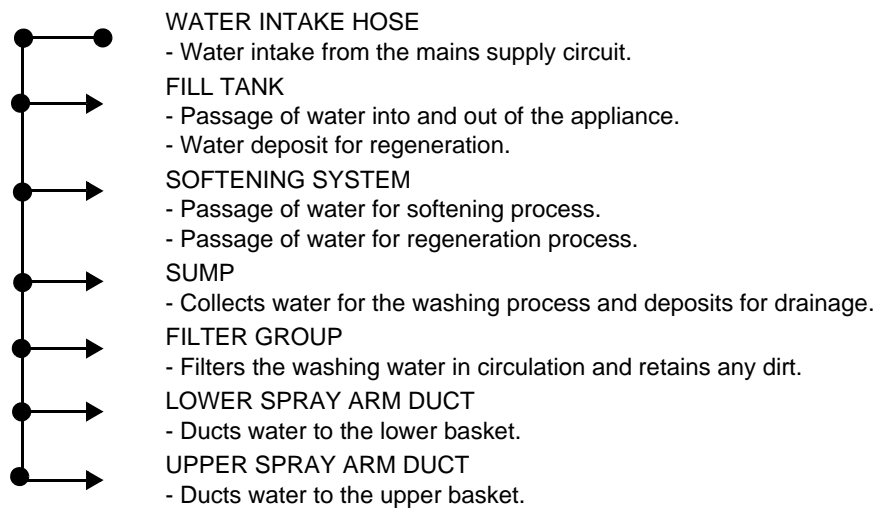 WATER INTAKE HOSE
- Water intake from the mains supply circuit.
FILL TANK
- Passage of water into and out of the appliance.
- Water deposit for regeneration.
SOFTENING SYSTEM
- Passage of water for softening process.
- Passage of water for regeneration process.
SUMP
- Collects water for the washing process and deposits for drainage.
FILTER GROUP
- Filters the washing water in circulation and retains any dirt.
LOWER SPRAY ARM DUCT
- Ducts water to the lower basket.
UPPER SPRAY ARM DUCT
- Ducts water to the upper basket.